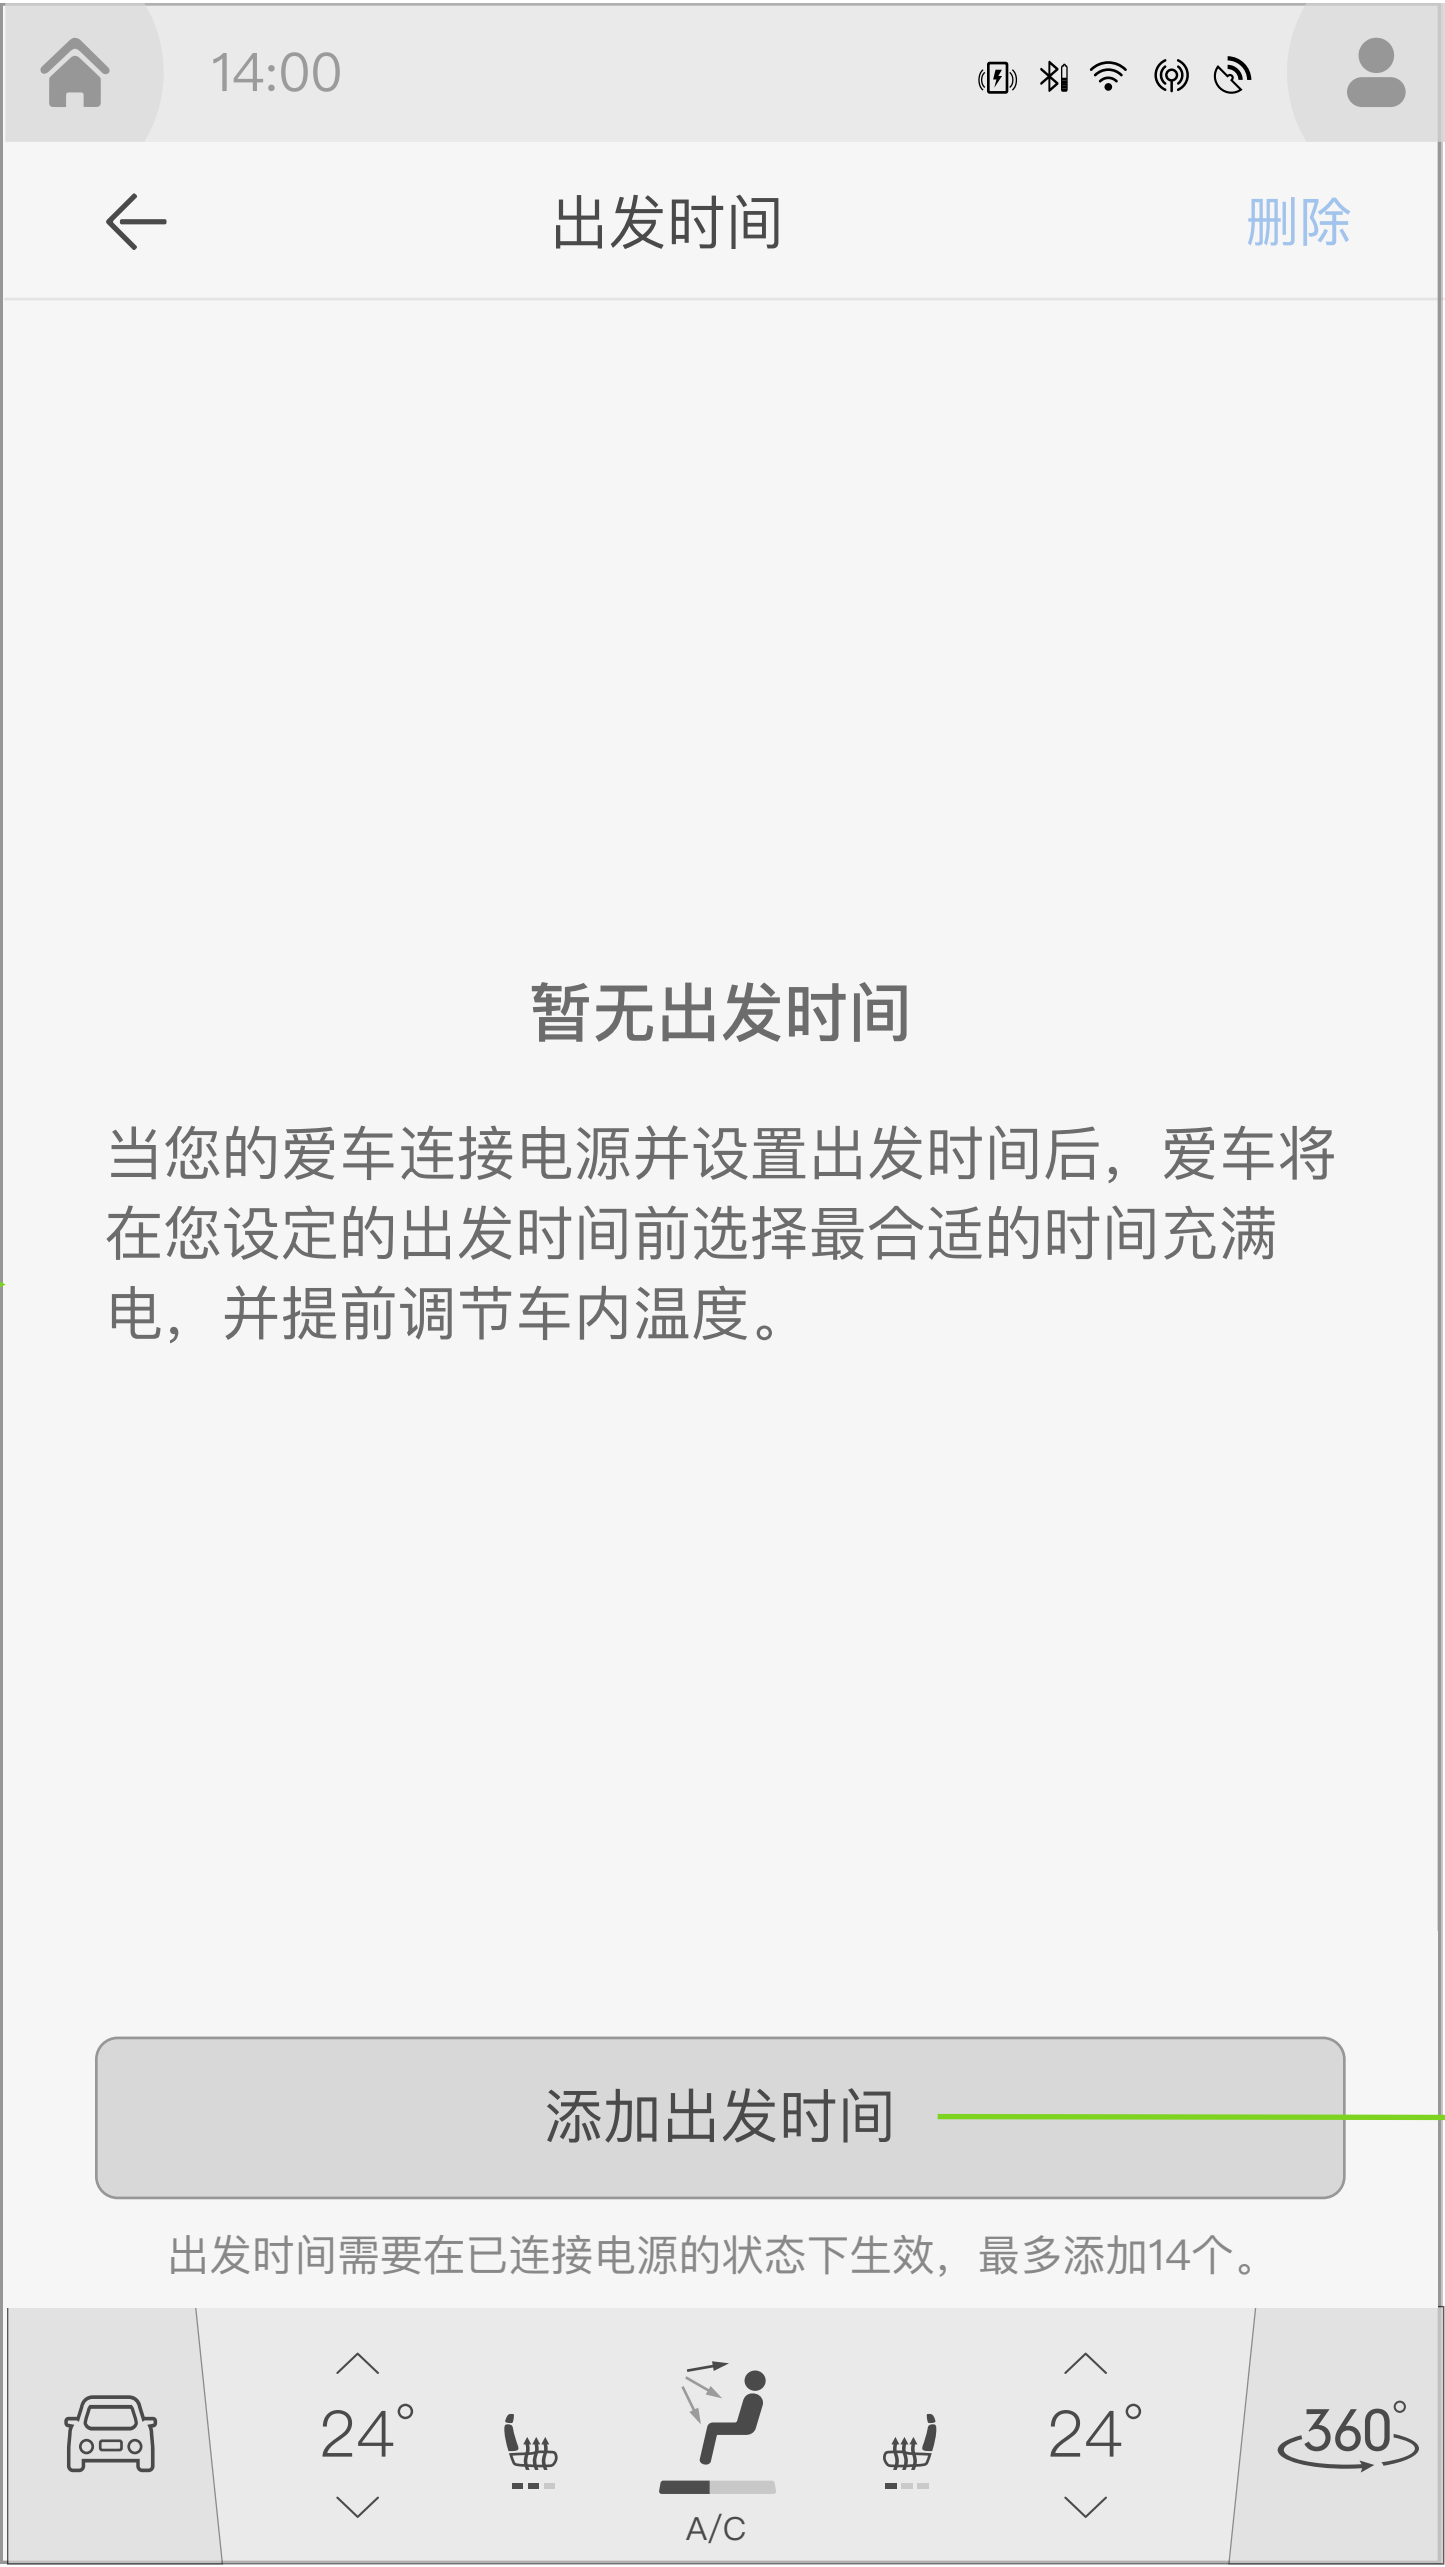 14:00
出发时间
删除
暂无出发时间
当您的爱车连接电源并设置出发时间后，爱车将
在您设定的出发时间前选择最合适的时间充满
电，并提前调节车内温度。
添加出发时间
出发时间需要在已连接电源的状态下生效，最多添加14个。
24°
24°
360°
A/C